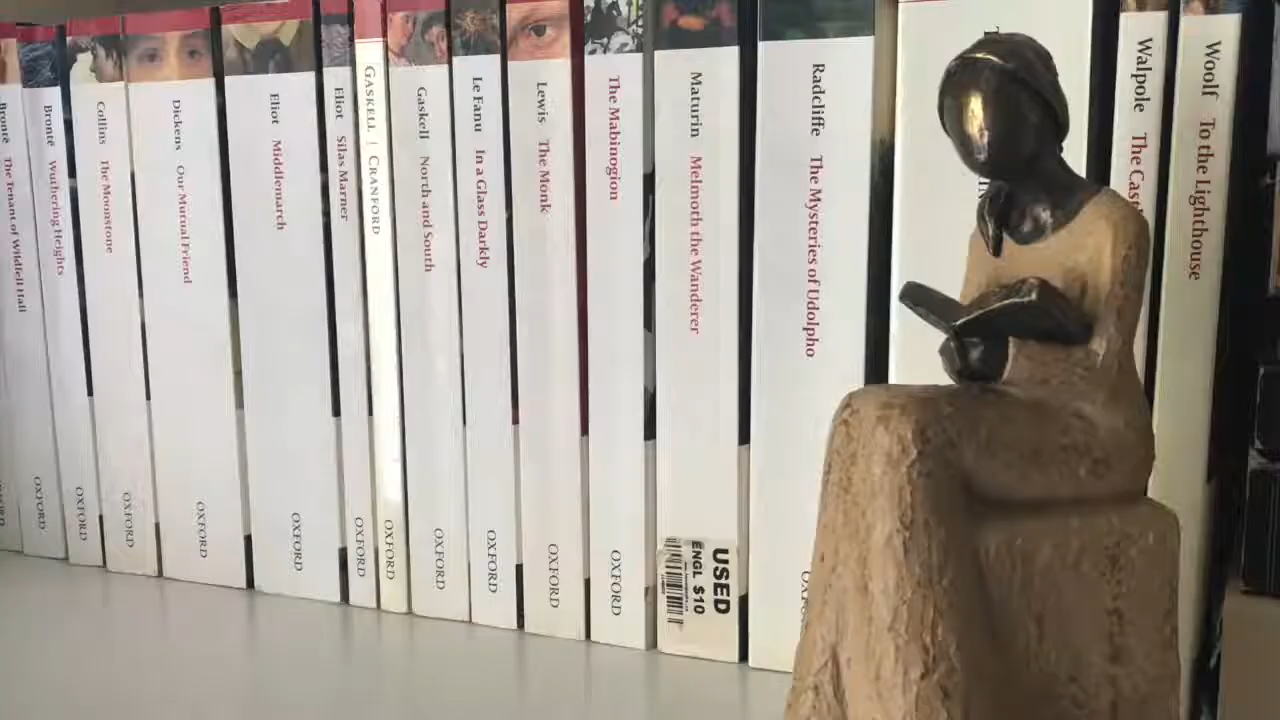 Brontë The Tenant of Wildfell Hall
OXFORD
Brontë Wuthering Heights
OXFORD
Collins The Moonstone
OXFORD
Dickens Our Mutual Friend
OXFORD
Eliot Middlemarch
OXFORD
Eliot Silas Marner
OXFORD
GASKELL | CRANFORD
OXFORD
Gaskell North and South
OXFORD
Le Fanu In a Glass Darkly
OXFORD
Lewis The Monk
OXFORD
The Mabinogion
OXFORD
Maturin Melmoth the Wanderer
USED
ENGL $10
Radcliffe The Mysteries of Udolpho
Walpole The
Woolf To the Lighthouse